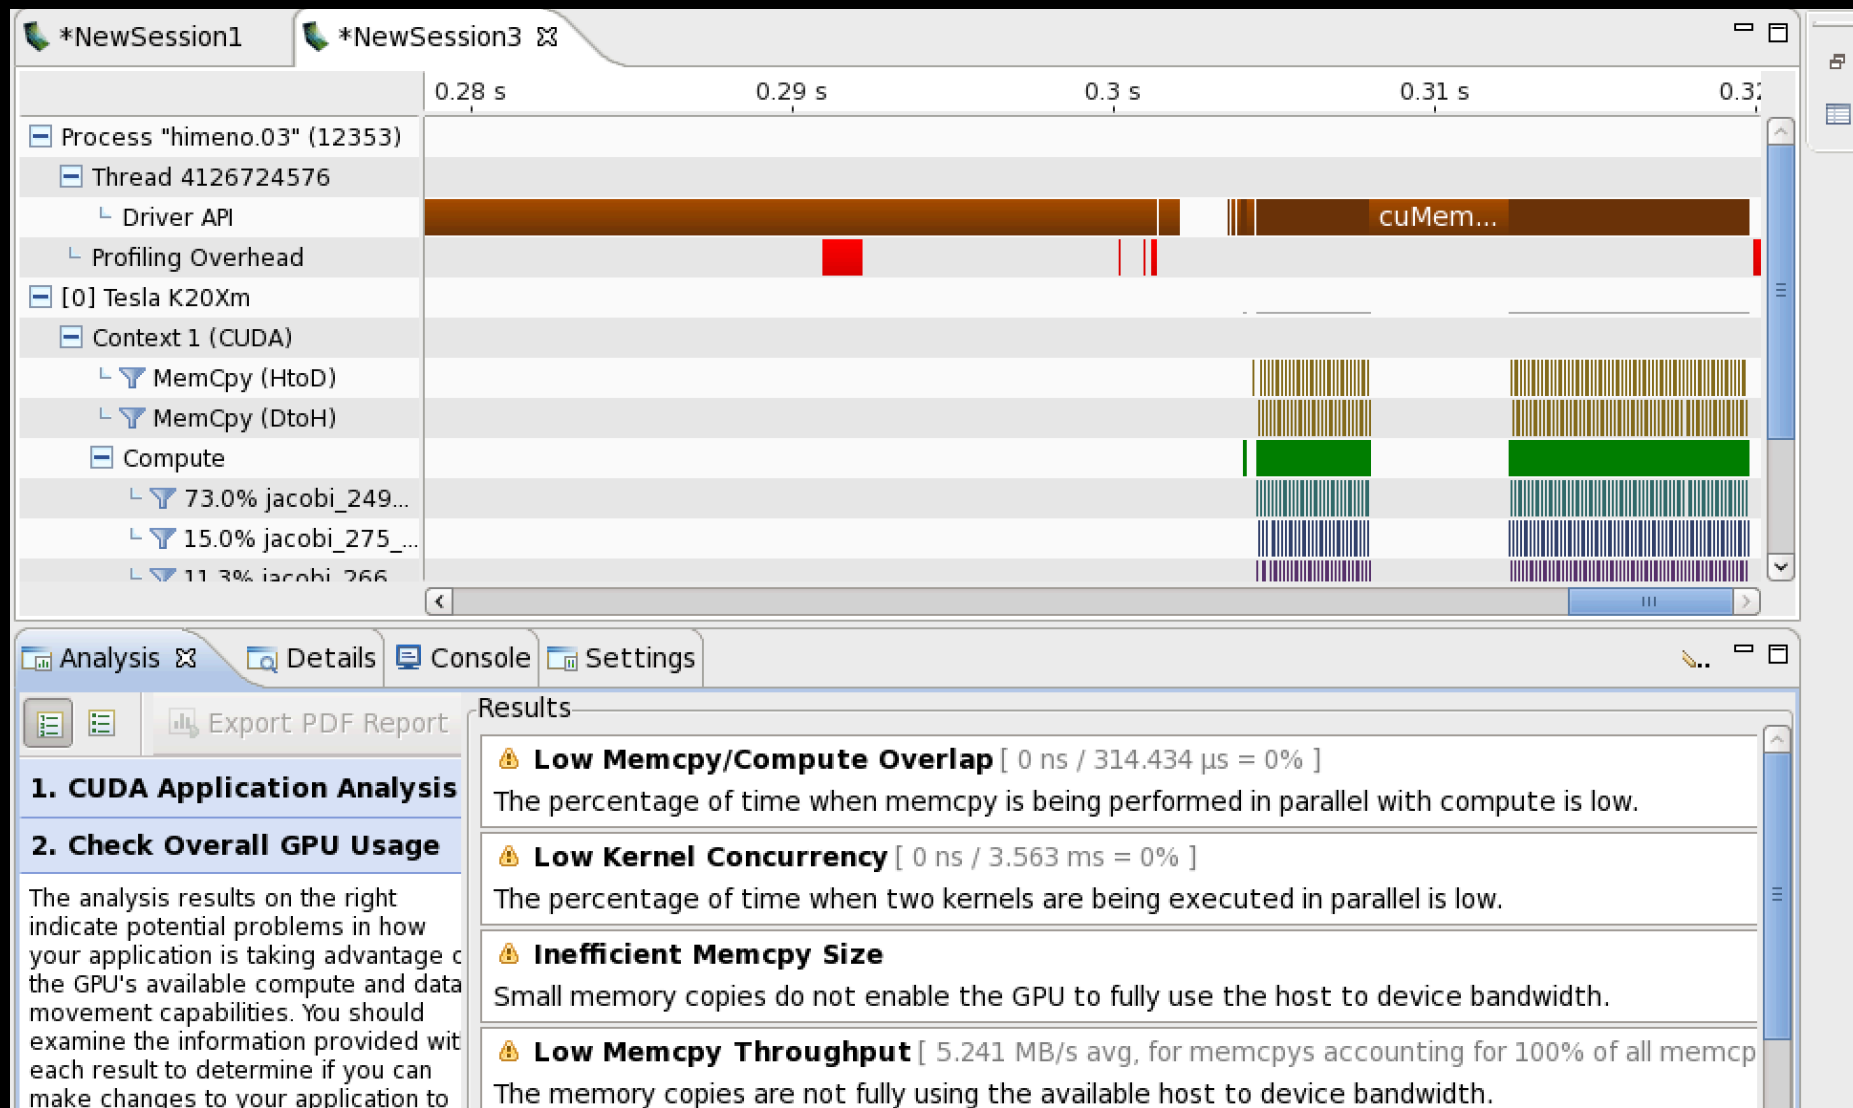 *NewSession1
*NewSession3
0.28 s 0.29 s 0.3 s 0.31 s 0.32
Process "himeno.03" (12353)
Thread 4126724576
Driver API
cuMem...
Profiling Overhead
[0] Tesla K20Xm
Context 1 (CUDA)
MemCpy (HtoD)
MemCpy (DtoH)
Compute
73.0% jacobi_249...
15.0% jacobi_275_...
11.3% jacobi_266
Analysis
Details
Console
Settings
Export PDF Report
1. CUDA Application Analysis
2. Check Overall GPU Usage
The analysis results on the right
indicate potential problems in how
your application is taking advantage o
the GPU's available compute and data
movement capabilities. You should
examine the information provided wit
each result to determine if you can
make changes to your application to
Results
Low Memcpy/Compute Overlap [ 0 ns / 314.434 µs = 0% ]
The percentage of time when memcpy is being performed in parallel with compute is low.
Low Kernel Concurrency [ 0 ns / 3.563 ms = 0% ]
The percentage of time when two kernels are being executed in parallel is low.
Inefficient Memcpy Size
Small memory copies do not enable the GPU to fully use the host to device bandwidth.
Low Memcpy Throughput [ 5.241 MB/s avg, for memcpys accounting for 100% of all memcp
The memory copies are not fully using the available host to device bandwidth.